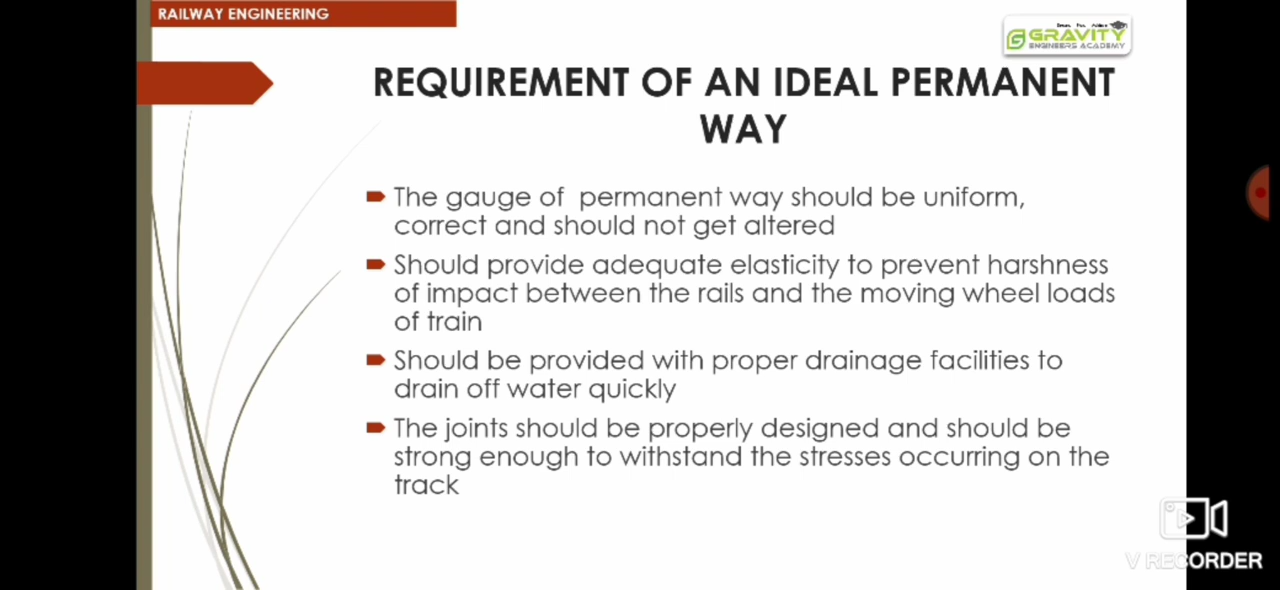 RAILWAY ENGINEERING
GRAVITY
ENGINEERS ACADEMY
REQUIREMENT OF AN IDEAL PERMANENT
WAY
The gauge of permanent way should be uniform,
correct and should not get altered
Should provide adequate elasticity to prevent harshness
of impact between the rails and the moving wheel loads
of train
Should be provided with proper drainage facilities to
drain off water quickly
The joints should be properly designed and should be
strong enough to withstand the stresses occurring on the
track
V RECORDER